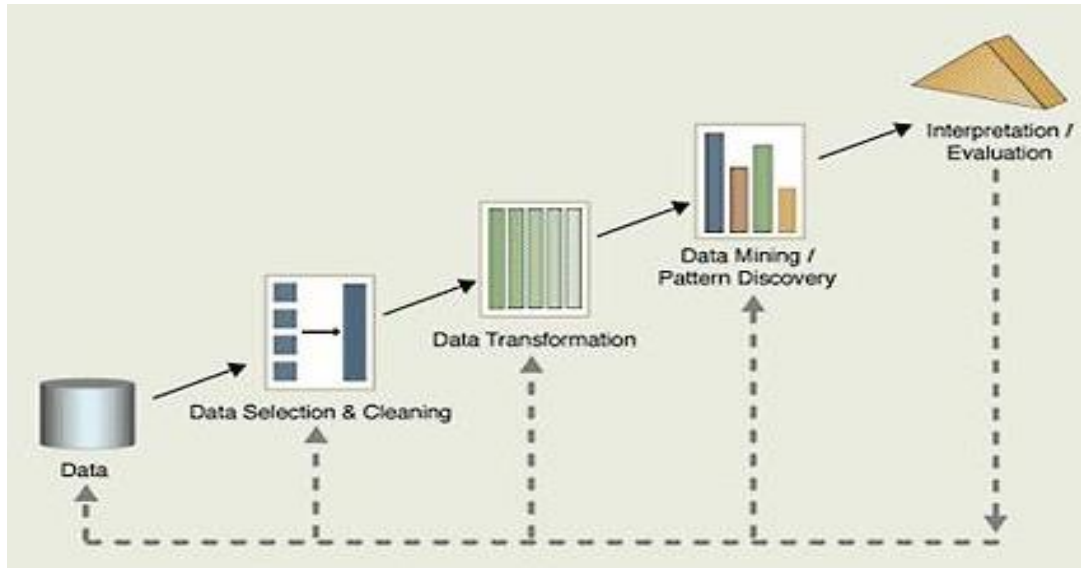 Data
Data Selection & Cleaning
Data Transformation
Data Mining /
Pattern Discovery
Interpretation /
Evaluation